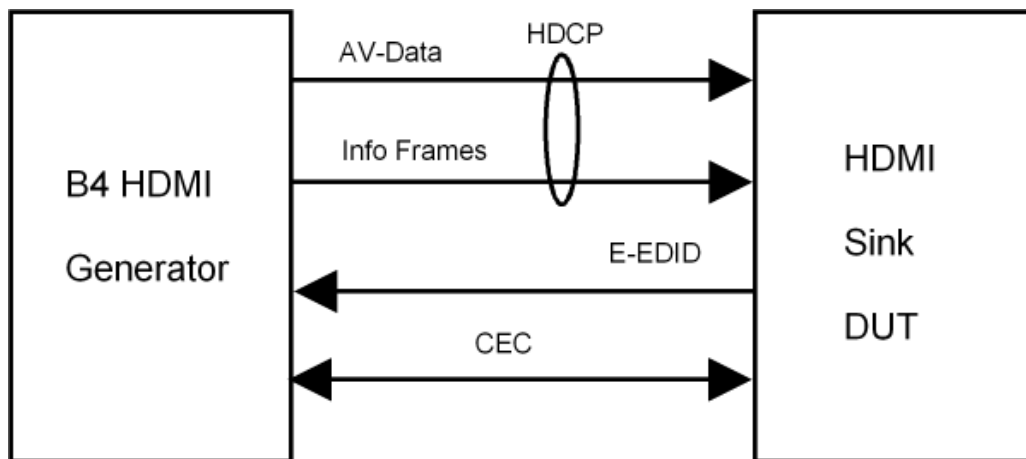 HDCP
AV-Data
Info Frames
B4 HDMI
Generator
HDMI
Sink
DUT
E-EDID
CEC